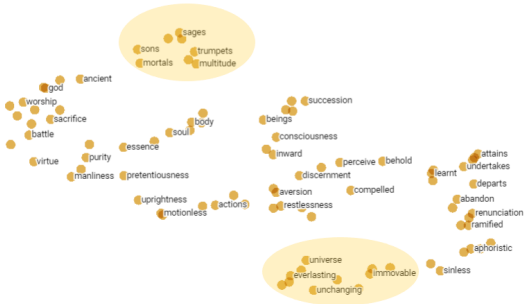 sages
sons
trumpets
mortals
multitude
ancient
god
worship
succession
sacrifice
body
beings
battle
soul
consciousness
essence
inward
attains
purity
virtue
perceive
behold
undertakes
manliness
pretentiousness
discernment
learnt
departs
aversion
compelled
uprightness
abandon
motionless
actions
restlessness
renunciation
ramified
aphoristic
universe
sinless
everlasting
immovable
unchanging